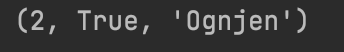 (2, True, 'Ognjen')